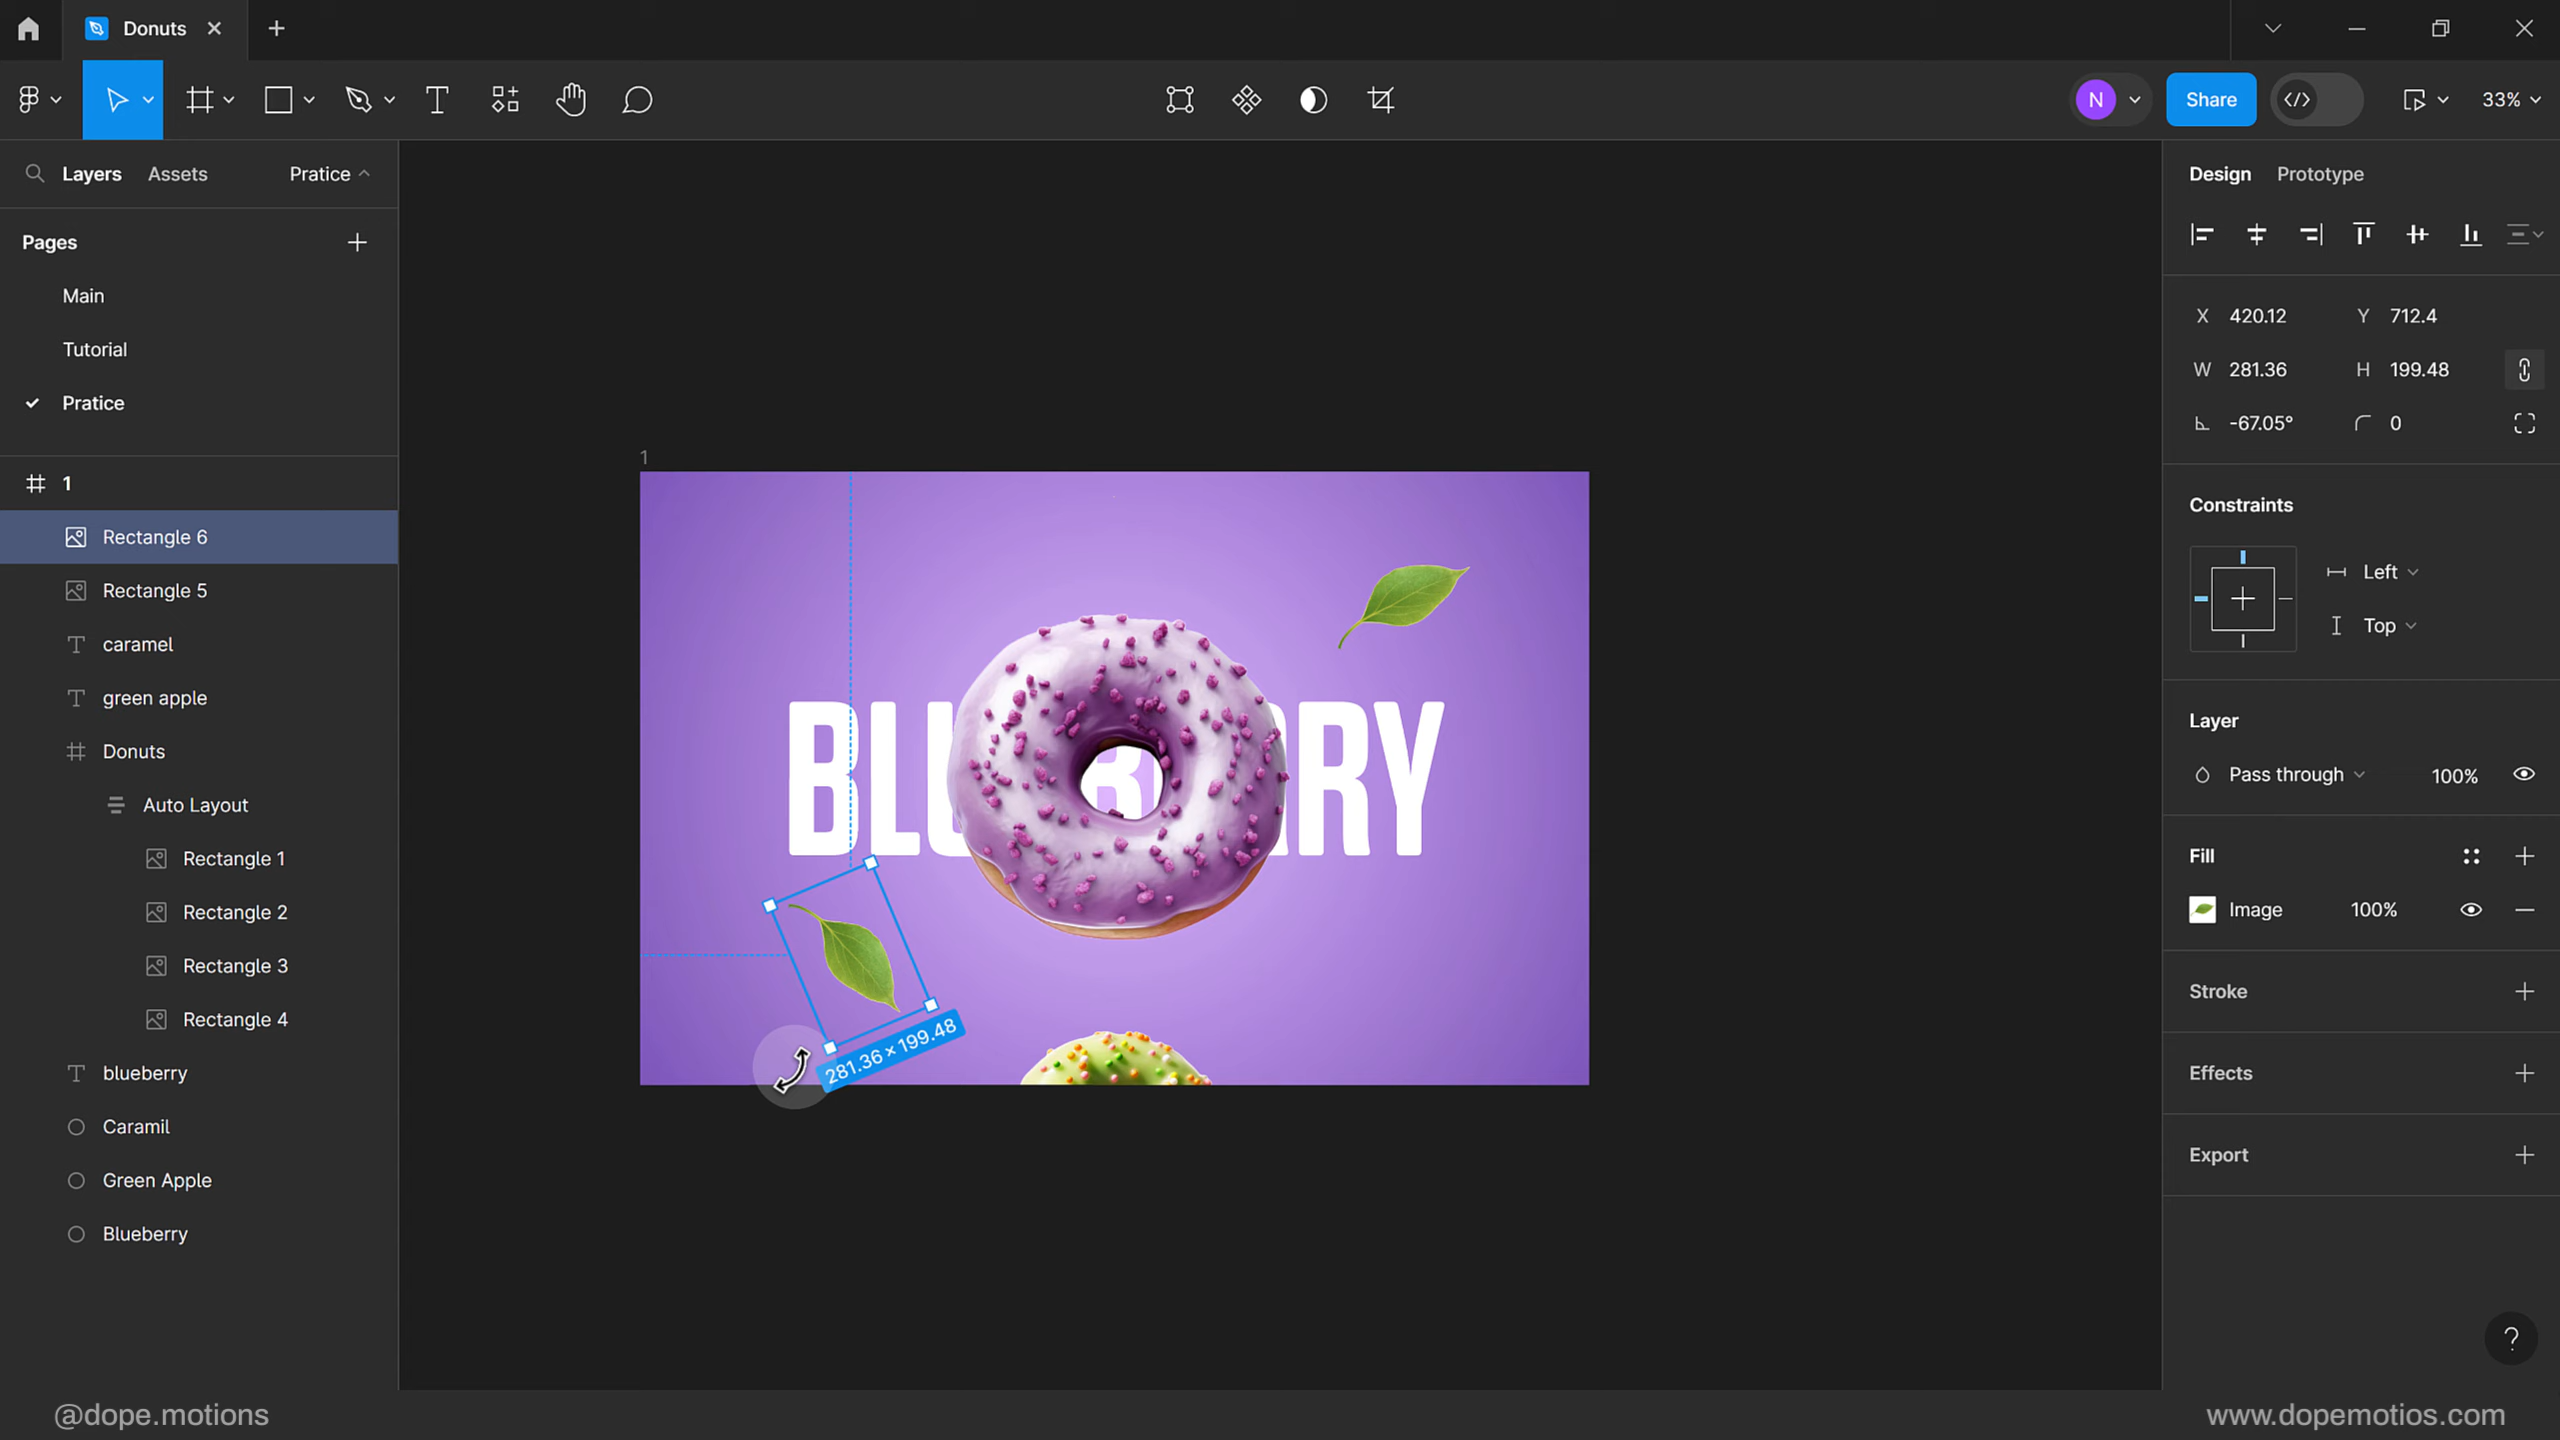 Donuts
N
Share
33%
Layers
Assets
Pratice
Pages
Main
Tutorial
Pratice
1
Rectangle 6
Rectangle 5
caramel
green apple
Donuts
Auto Layout
Rectangle 1
Rectangle 2
Rectangle 3
Rectangle 4
blueberry
Caramil
Green Apple
Blueberry
1
BLU B RY
281.36 × 199.48
Design
Prototype
X 420.12 Y 712.4
W 281.36 H 199.48
-67.05° 0
Constraints
Left
Top
Layer
Pass through 100%
Fill
Image 100%
Stroke
Effects
Export
?
@dope.motions
www.dopemotios.com